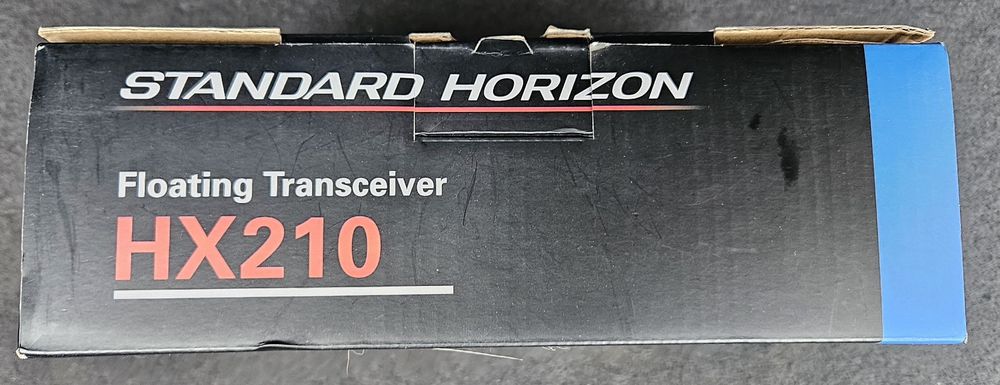 STANDARD HORIZON
Floating Transceiver
HX210